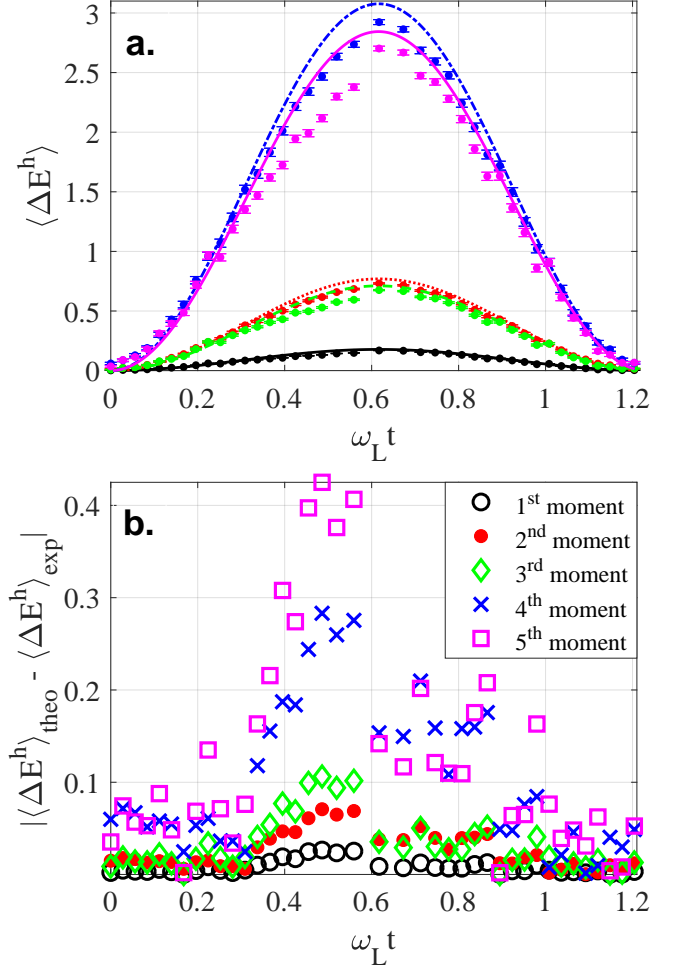 a.
3
2.5
2
1.5
1
0.5
0
⟨ΔE^h⟩
0 0.2 0.4 0.6 0.8 1 1.2
ω_L t
b.
1^st moment
2^nd moment
3^rd moment
4^th moment
5^th moment
0.4
0.3
0.2
0.1
|⟨ΔE^h⟩_theo - ⟨ΔE^h⟩_exp|
0 0.2 0.4 0.6 0.8 1 1.2
ω_L t